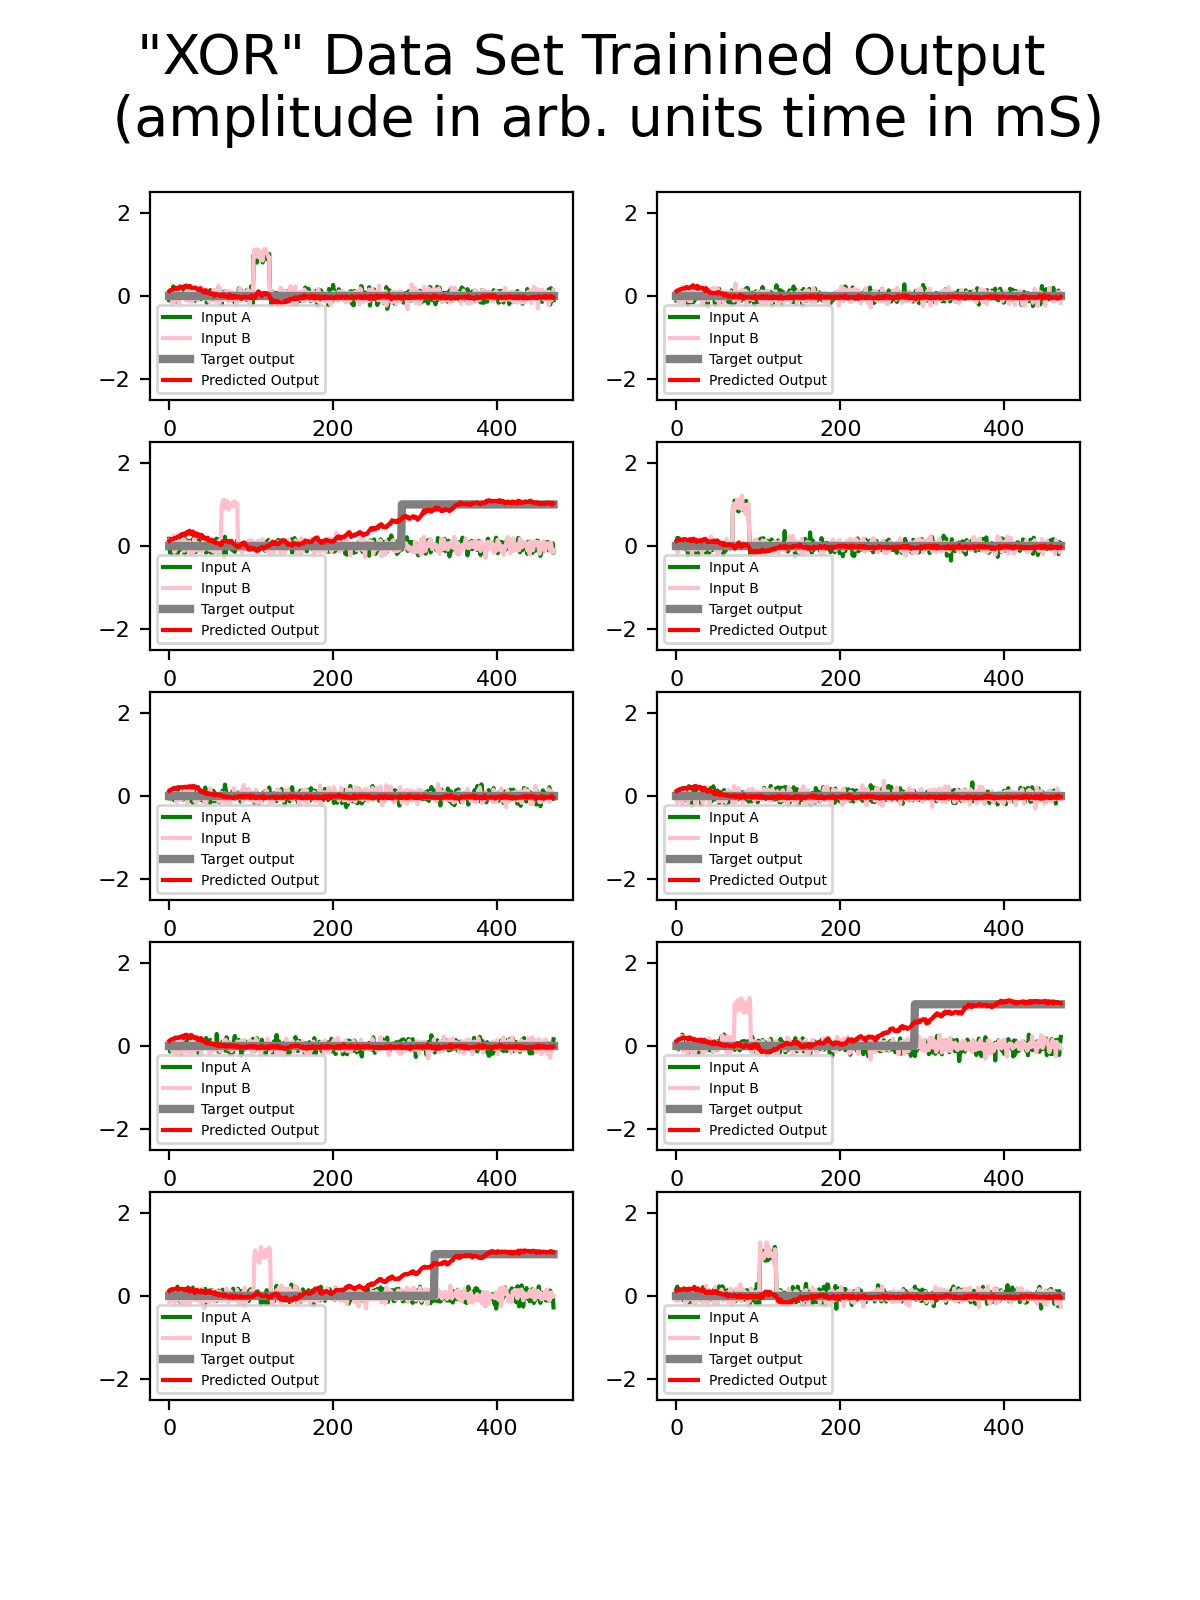 "XOR" Data Set Trainined Output
(amplitude in arb. units time in mS)
2
0
−2
Input A
Input B
Target output
Predicted Output
0 200 400
2
0
−2
Input A
Input B
Target output
Predicted Output
0 200 400
2
0
−2
Input A
Input B
Target output
Predicted Output
0 200 400
2
0
−2
Input A
Input B
Target output
Predicted Output
0 200 400
2
0
−2
Input A
Input B
Target output
Predicted Output
0 200 400
2
0
−2
Input A
Input B
Target output
Predicted Output
0 200 400
2
0
−2
Input A
Input B
Target output
Predicted Output
0 200 400
2
0
−2
Input A
Input B
Target output
Predicted Output
0 200 400
2
0
−2
Input A
Input B
Target output
Predicted Output
0 200 400
2
0
−2
Input A
Input B
Target output
Predicted Output
0 200 400